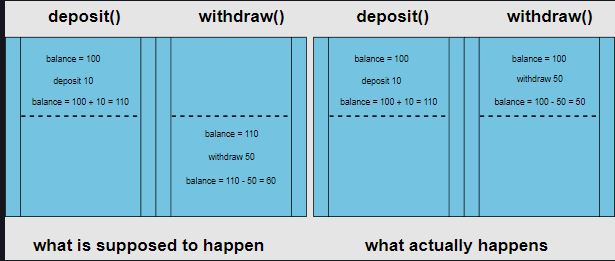 deposit()
withdraw()
balance = 100
deposit 10
balance = 100 + 10 = 110
balance = 110
withdraw 50
balance = 110 - 50 = 60
what is supposed to happen
deposit()
withdraw()
balance = 100
deposit 10
balance = 100 + 10 = 110
balance = 100
withdraw 50
balance = 100 - 50 = 50
what actually happens